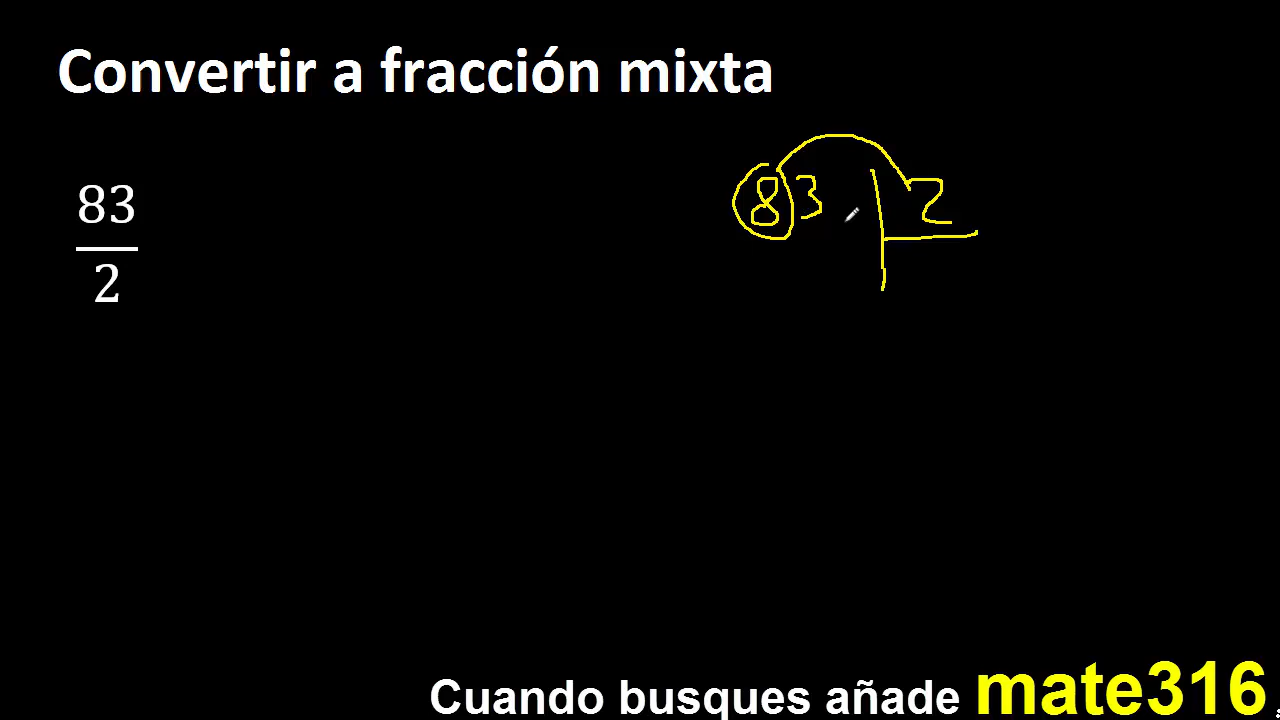 Convertir a fracción mixta
83
2
83 2
Cuando busques añade mate316.